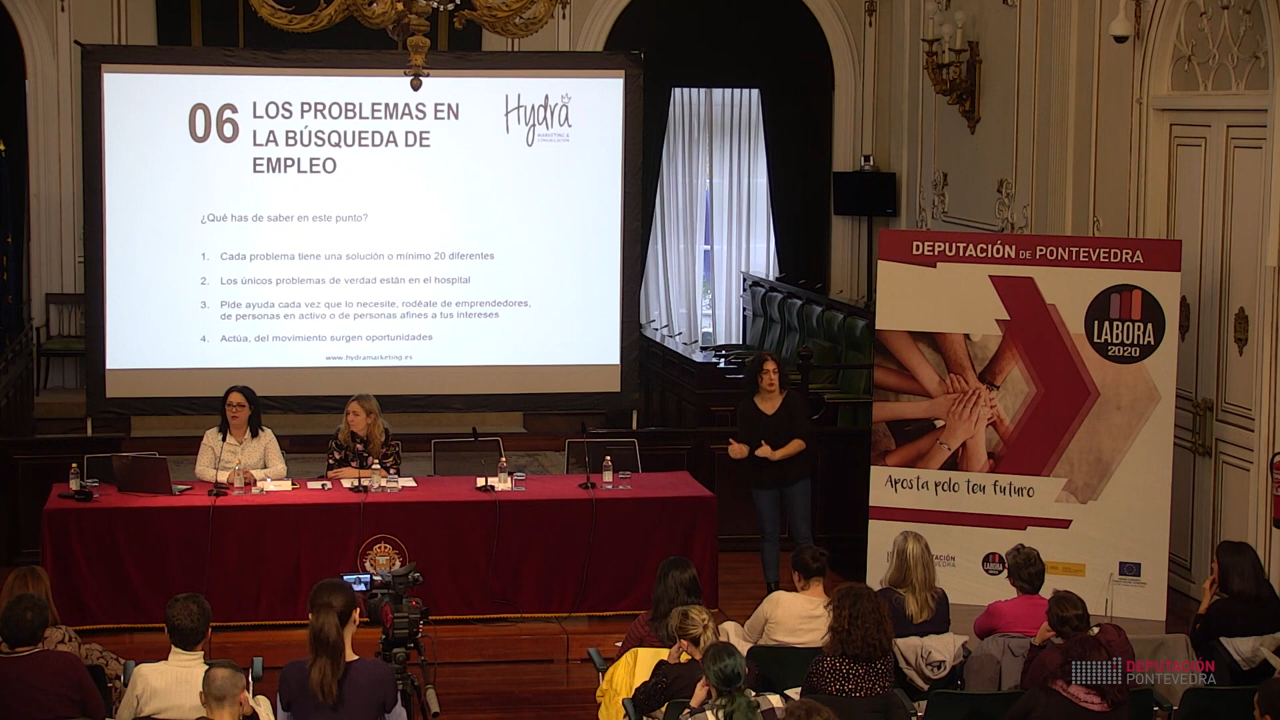 06 LOS PROBLEMAS EN
LA BÚSQUEDA DE
EMPLEO
Hydra
MARKETING &
COMUNICACIÓN
¿Qué has de saber en este punto?
1. Cada problema tiene una solución o mínimo 20 diferentes
2. Los únicos problemas de verdad están en el hospital
3. Pide ayuda cada vez que lo necesite, rodéate de emprendedores,
de personas en activo o de personas afines a tus intereses
4. Actúa, del movimiento surgen oportunidades
www.hydramarketing.es
DEPUTACIÓN DE PONTEVEDRA
LABORA
2020
Aposta polo teu futuro
LABORA
DEPUTACIÓN
PONTEVEDRA